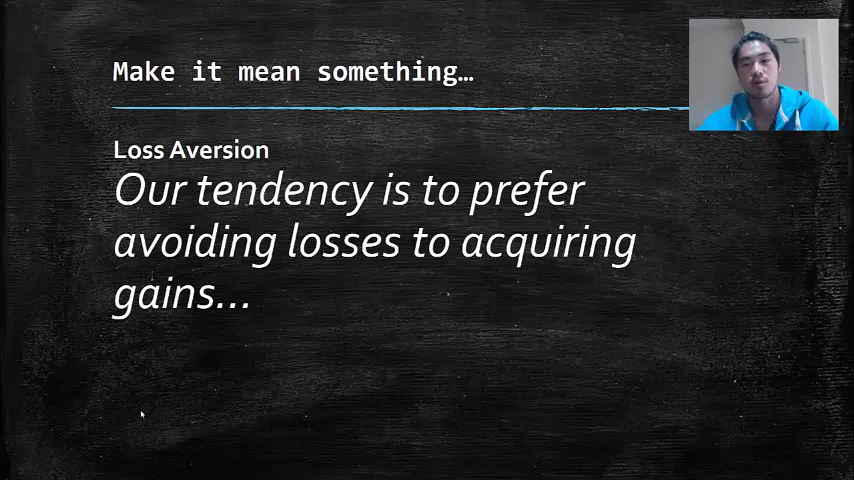 Make it mean something…
Loss Aversion
Our tendency is to prefer
avoiding losses to acquiring
gains…